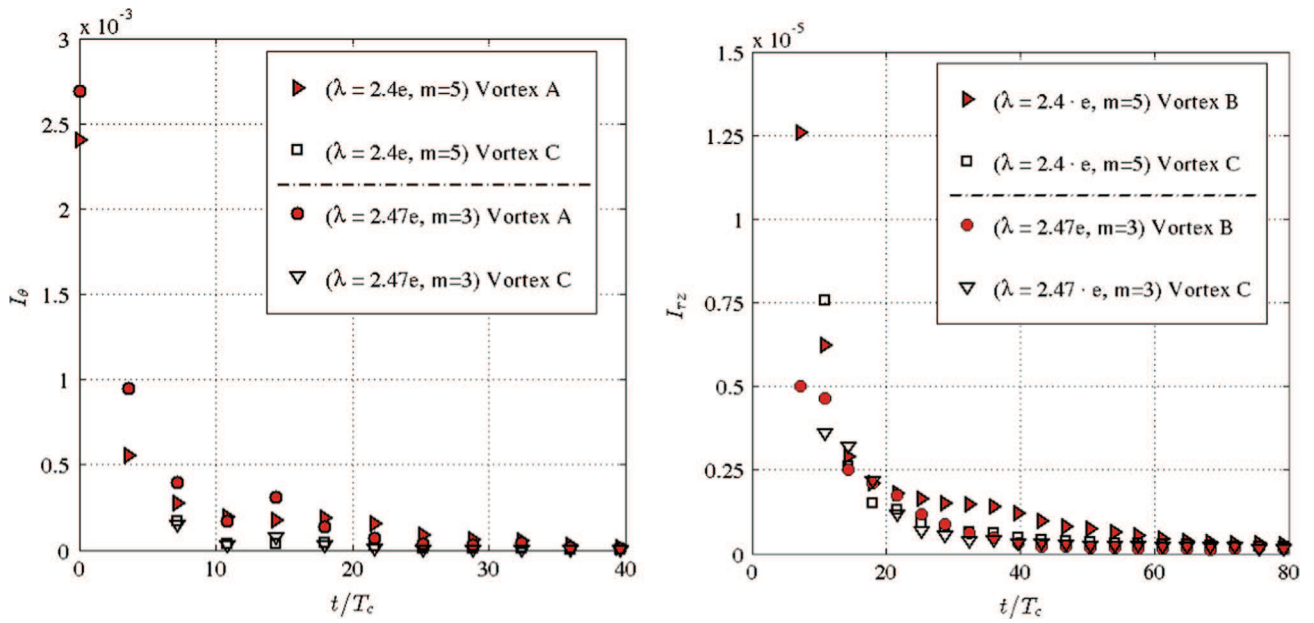 x 10⁻³
3
2.5
2
1.5
1
0.5
0
I_θ
0 10 20 30 40
t/T_c
(λ = 2.4e, m=5) Vortex A
(λ = 2.4e, m=5) Vortex C
(λ = 2.47e, m=3) Vortex A
(λ = 2.47e, m=3) Vortex C
x 10⁻⁵
1.5
1.25
1
0.75
0.5
0.25
0
I_rz
0 20 40 60 80
t/T_c
(λ = 2.4 · e, m=5) Vortex B
(λ = 2.4 · e, m=5) Vortex C
(λ = 2.47e, m=3) Vortex B
(λ = 2.47 · e, m=3) Vortex C